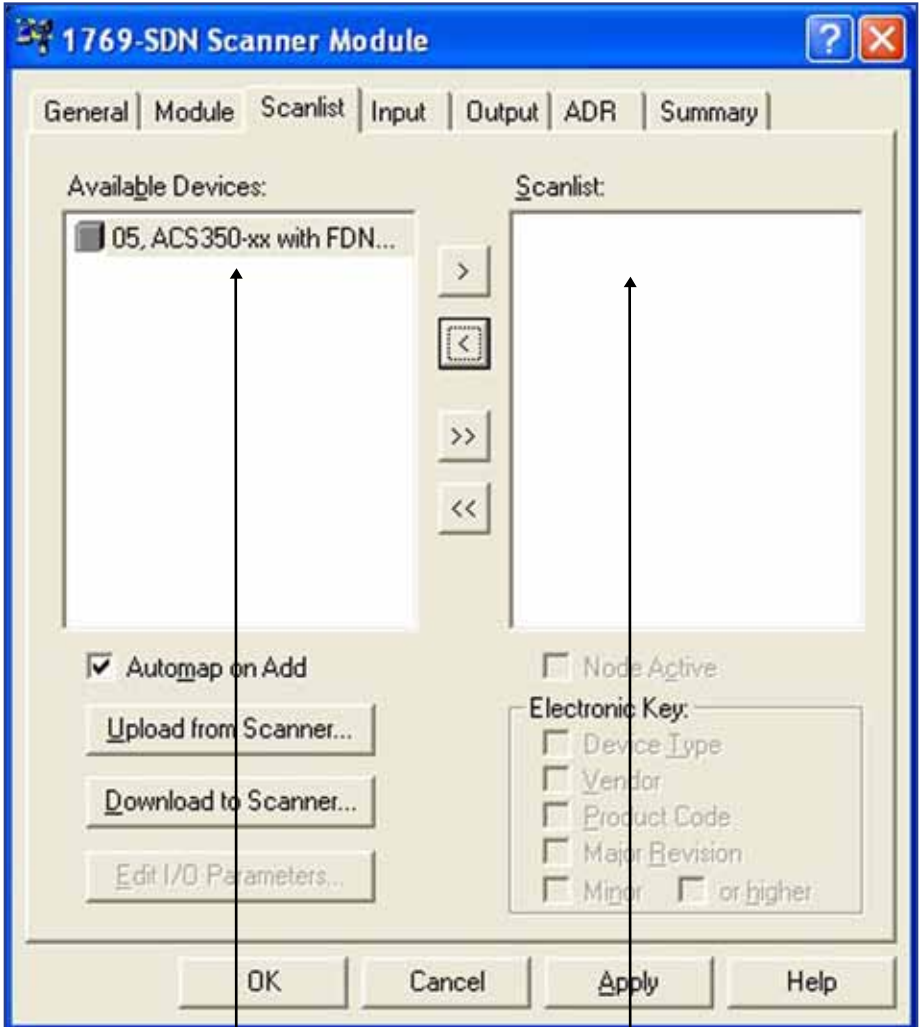 1769-SDN Scanner Module
General Module Scanlist Input Output ADR Summary
Available Devices:
05, ACS350-xx with FDN...
>
<
>>
<<
Scanlist:
Automap on Add
Upload from Scanner...
Download to Scanner...
Edit I/O Parameters...
Node Active
Electronic Key:
Device Type
Vendor
Product Code
Major Revision
Minor or higher
OK Cancel Apply Help